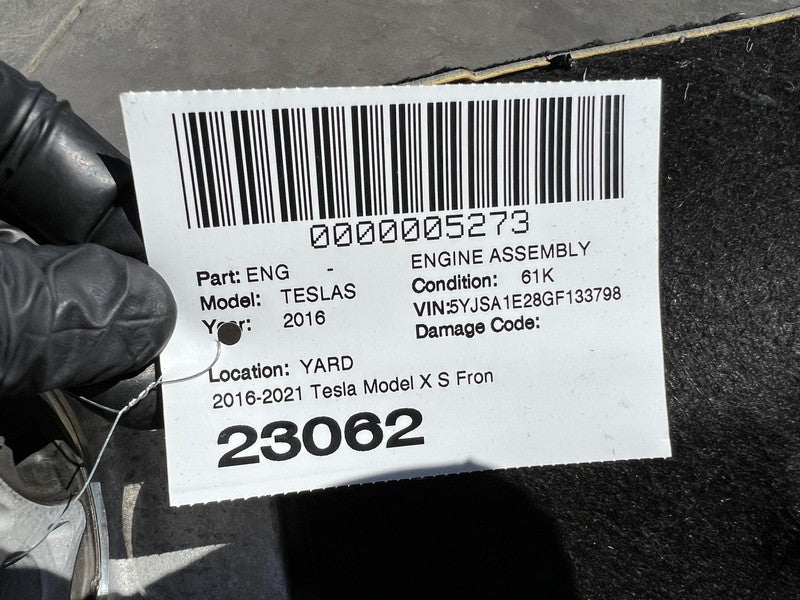 0000005273
Part: ENG - ENGINE ASSEMBLY
Model: TESLAS Condition: 61K
Year: 2016 VIN:5YJSA1E28GF133798
Damage Code:
Location: YARD
2016-2021 Tesla Model X S Fron
23062